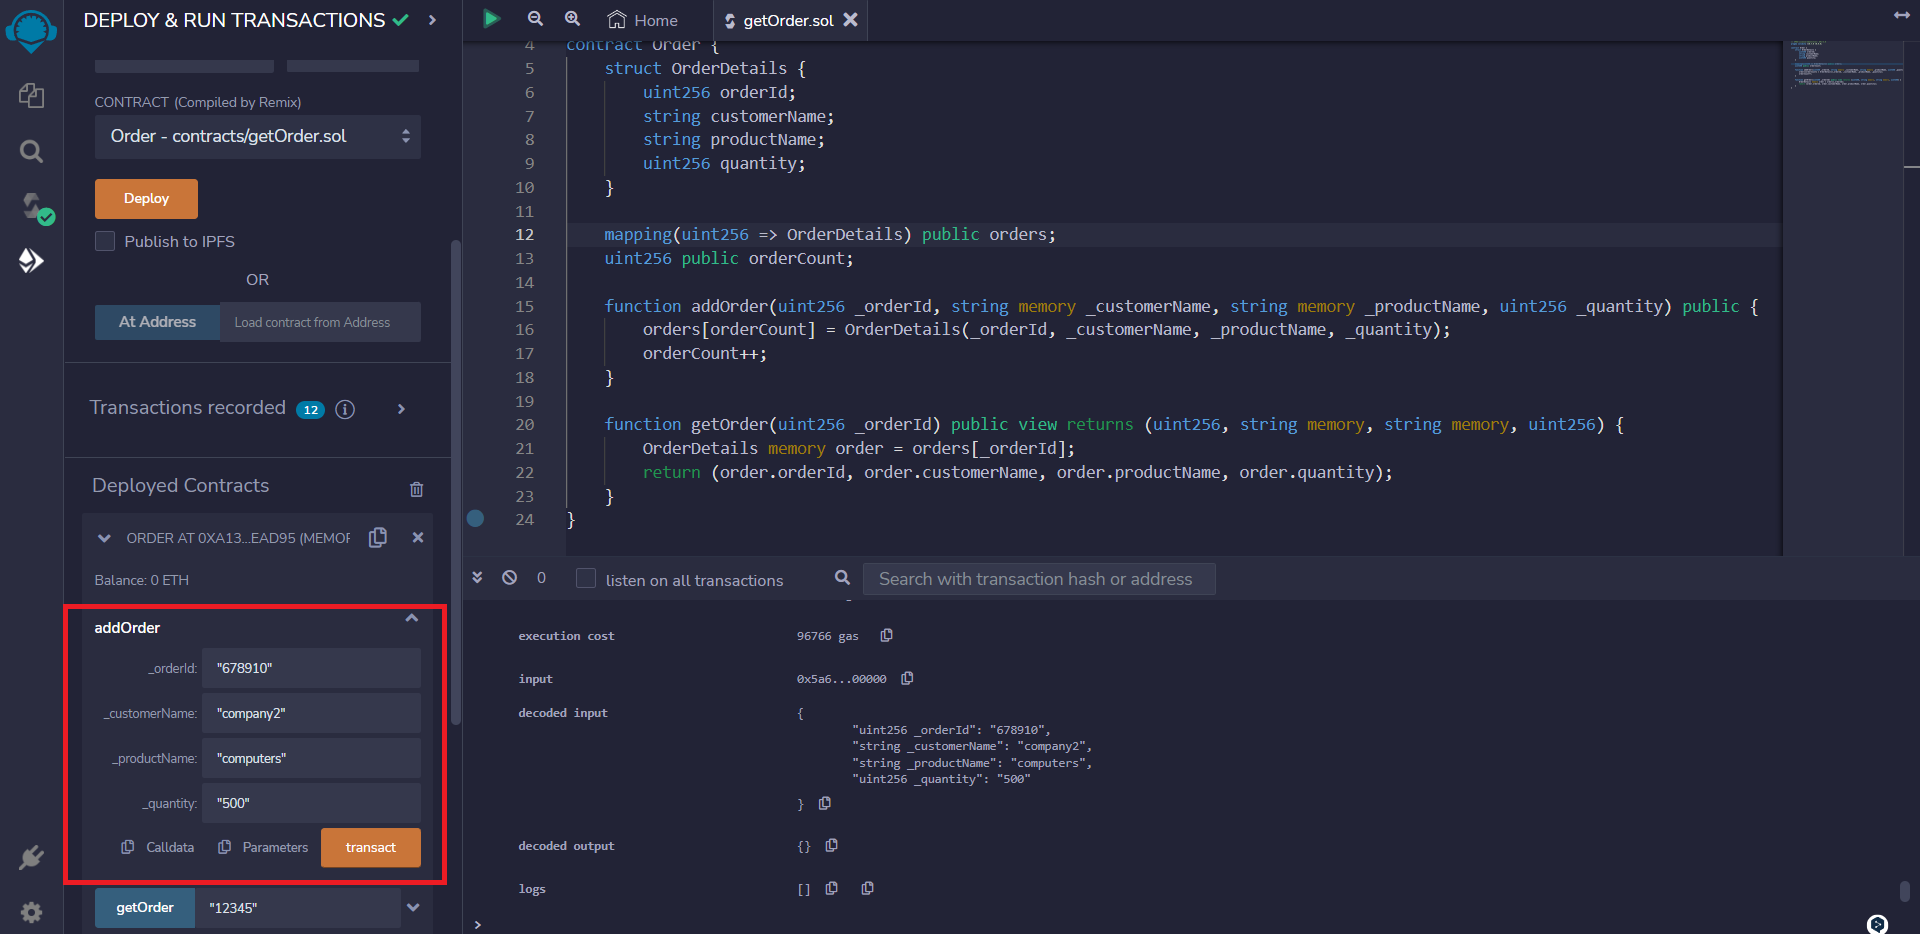 DEPLOY & RUN TRANSACTIONS
CONTRACT (Compiled by Remix)
Order - contracts/getOrder.sol
Deploy
Publish to IPFS
OR
At Address
Load contract from Address
Transactions recorded 12
Deployed Contracts
ORDER AT 0XA13...EAD95 (MEMOR
Balance: 0 ETH
addOrder
_orderId: "678910"
_customerName: "company2"
_productName: "computers"
_quantity: "500"
Calldata Parameters transact
getOrder "12345"
Home getOrder.sol
4 contract Order {
5 struct OrderDetails {
6 uint256 orderId;
7 string customerName;
8 string productName;
9 uint256 quantity;
10 }
11
12 mapping(uint256 => OrderDetails) public orders;
13 uint256 public orderCount;
14
15 function addOrder(uint256 _orderId, string memory _customerName, string memory _productName, uint256 _quantity) public {
16 orders[orderCount] = OrderDetails(_orderId, _customerName, _productName, _quantity);
17 orderCount++;
18 }
19
20 function getOrder(uint256 _orderId) public view returns (uint256, string memory, string memory, uint256) {
21 OrderDetails memory order = orders[_orderId];
22 return (order.orderId, order.customerName, order.productName, order.quantity);
23 }
24 }
0 listen on all transactions Search with transaction hash or address
execution cost 96766 gas
input 0x5a6...00000
decoded input {
"uint256 _orderId": "678910",
"string _customerName": "company2",
"string _productName": "computers",
"uint256 _quantity": "500"
}
decoded output {}
logs []
>